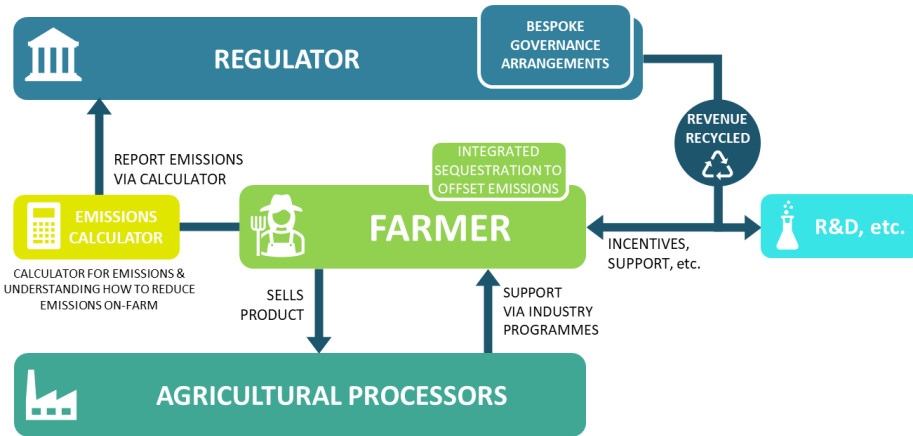 BESPOKE
GOVERNANCE
ARRANGEMENTS
REGULATOR
REVENUE
RECYCLED
REPORT EMISSIONS
VIA CALCULATOR
INTEGRATED
SEQUESTRATION TO
OFFSET EMISSIONS
EMISSIONS
CALCULATOR
FARMER
R&D, etc.
INCENTIVES,
SUPPORT, etc.
CALCULATOR FOR EMISSIONS &
UNDERSTANDING HOW TO REDUCE
EMISSIONS ON-FARM
SELLS
PRODUCT
SUPPORT
VIA INDUSTRY
PROGRAMMES
AGRICULTURAL PROCESSORS